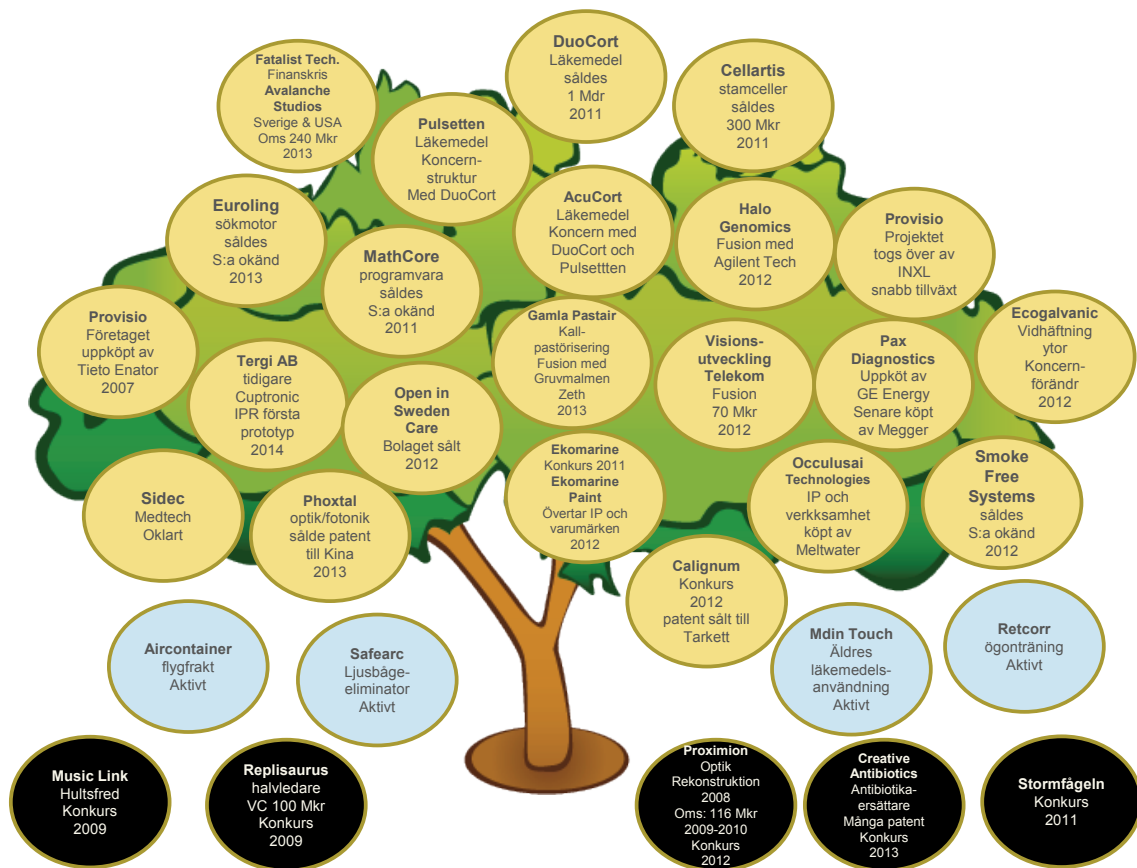 Fatalist Tech.
Finanskris
Avalanche
Studios
Sverige & USA
Oms 240 Mkr
2013
Pulsetten
Läkemedel
Koncern-
struktur
Med DuoCort
DuoCort
Läkemedel
såldes
1 Mdr
2011
Cellartis
stamceller
såldes
300 Mkr
2011
Euroling
sökmotor
såldes
S:a okänd
2013
MathCore
programvara
såldes
S:a okänd
2011
AcuCort
Läkemedel
Koncern med
DuoCort och
Pulsettten
Halo
Genomics
Fusion med
Agilent Tech
2012
Provisio
Projektet
togs över av
INXL
snabb tillväxt
Provisio
Företaget
uppköpt av
Tieto Enator
2007
Tergi AB
tidigare
Cuptronic
IPR första
prototyp
2014
Open in
Sweden
Care
Bolaget sålt
2012
Gamla Pastair
Kall-
pastörisering
Fusion med
Gruvmalmen
Zeth
2013
Visions-
utveckling
Telekom
Fusion
70 Mkr
2012
Pax
Diagnostics
Uppköt av
GE Energy
Senare köpt
av Megger
Ecogalvanic
Vidhäftning
ytor
Koncern-
förändr
2012
Sidec
Medtech
Oklart
Phoxtal
optik/fotonik
sålde patent
till Kina
2013
Ekomarine
Konkurs 2011
Ekomarine
Paint
Övertar IP och
varumärken
2012
Occulusai
Technologies
IP och
verkksamhet
köpt av
Meltwater
Smoke
Free
Systems
såldes
S:a okänd
2012
Calignum
Konkurs
2012
patent sålt till
Tarkett
Aircontainer
flygfrakt
Aktivt
Safearc
Ljusbåge-
eliminator
Aktivt
Mdin Touch
Äldres
läkemedels-
användning
Aktivt
Retcorr
ögonträning
Aktivt
Music Link
Hultsfred
Konkurs
2009
Replisaurus
halvledare
VC 100 Mkr
Konkurs
2009
Proximion
Optik
Rekonstruktion
2008
Oms: 116 Mkr
2009-2010
Konkurs
2012
Creative
Antibiotics
Antibiotika-
ersättare
Många patent
Konkurs
2013
Stormfågeln
Konkurs
2011